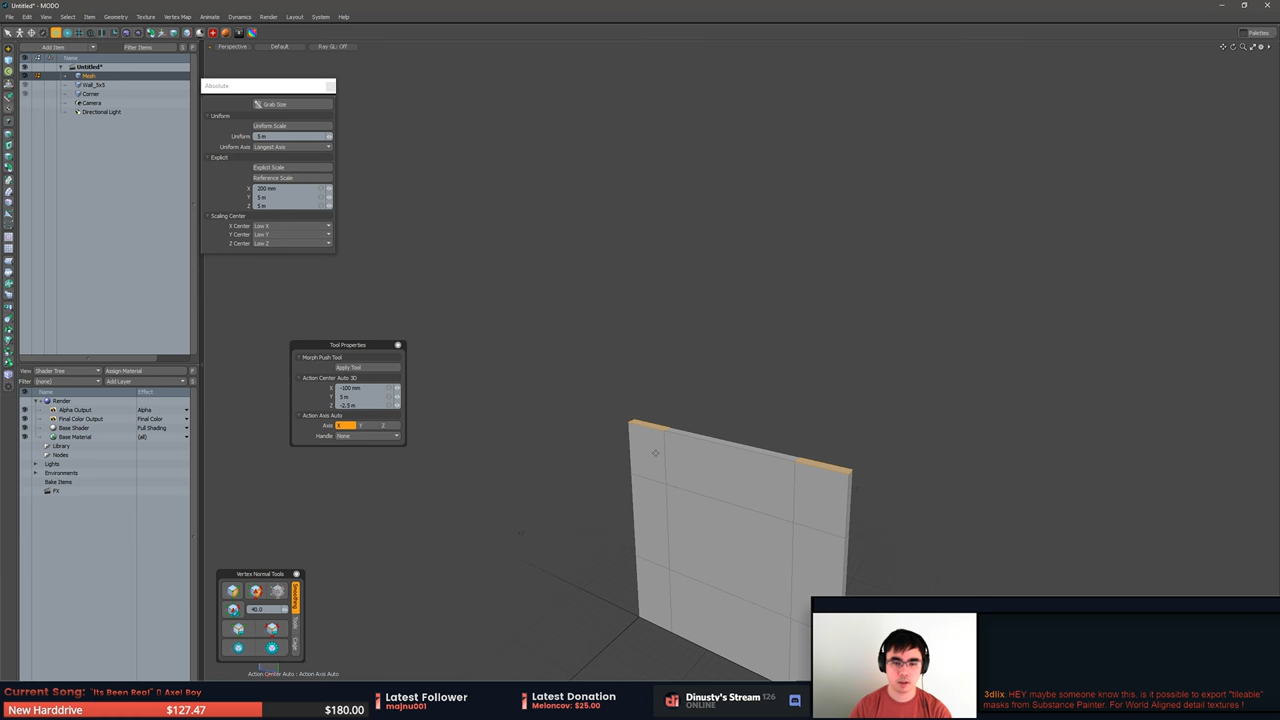 Untitled* - MODO
File Edit View Select Item Geometry Texture Vertex Map Animate Dynamics Render Layout System Help
Palettes
Add Item Filter Items S F
Perspective Default Ray GL: Off
Name
Untitled*
Mesh
Wall_5x5
Corner
Camera
Directional Light
Absolute
Grab Size
Uniform
Uniform Scale
Uniform 5 m
Uniform Axis Longest Axis
Explicit
Explicit Scale
Reference Scale
X 200 mm
Y 5 m
Z 5 m
Scaling Center
X Center Low X
Y Center Low Y
Z Center Low Z
Tool Properties
Morph Push Tool
Apply Tool
Action Center Auto 3D
X -100 mm
Y 5 m
Z -2.5 m
Action Axis Auto
Axis X Y Z
Handle None
View Shader Tree Assign Material F
Filter (none) Add Layer S
Name Effect
Render
Alpha Output Alpha
Final Color Output Final Color
Base Shader Full Shading
Base Material (all)
Library
Nodes
Lights
Environments
Bake Items
FX
Vertex Normal Tools
40.0
Smoothing
Tools
Cage
Action Center Auto : Action Axis Auto
Current Song: "Its Been Real" Axel Boy
New Harddrive $127.47 $180.00
Latest Follower
majnu001
Latest Donation
Meloncov: $25.00
Dinusty's Stream 126
ONLINE
3dlix: HEY maybe someone know this, is it possible to export "tileable"
masks from Substance Painter. For World Aligned detail textures !